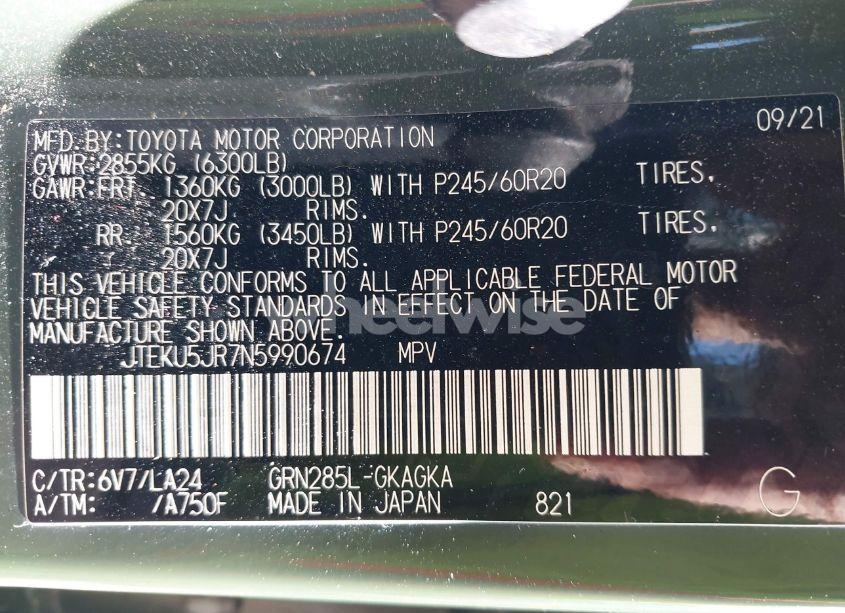 09/21
MFD.BY:TOYOTA MOTOR CORPORATION
GVWR:2855KG (6300LB)
GAWR:FRT. 1360KG (3000LB) WITH P245/60R20 TIRES,
20X7J RIMS.
RR. 1560KG (3450LB) WITH P245/60R20 TIRES,
20X7J RIMS.
THIS VEHICLE CONFORMS TO ALL APPLICABLE FEDERAL MOTOR
VEHICLE SAFETY STANDARDS IN EFFECT ON THE DATE OF
MANUFACTURE SHOWN ABOVE.
heelwise
JTEKU5JR7N5990674 MPV
C/TR:6V7/LA24 GRN285L-GKAGKA
A/TM: /A750F MADE IN JAPAN 821 G